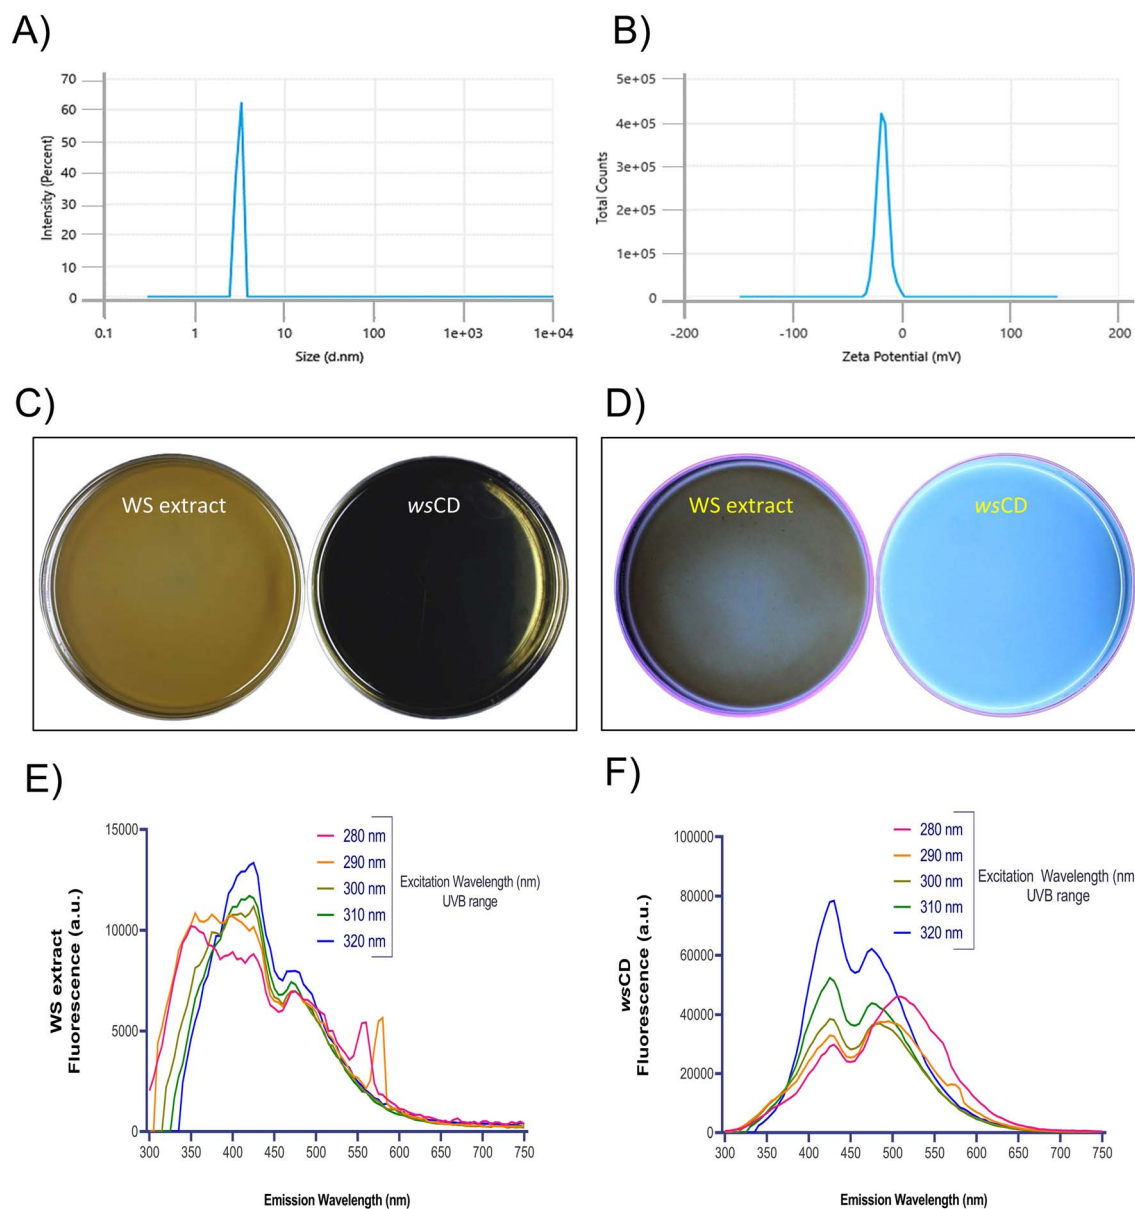 A)
70
60
50
40
30
20
10
0
Intensity (Percent)
0.1 1 10 100 1e+03 1e+04
Size (d.nm)
B)
5e+05
4e+05
3e+05
2e+05
1e+05
0
Total Counts
-200 -100 0 100 200
Zeta Potential (mV)
C)
WS extract
wsCD
D)
WS extract
wsCD
E)
15000
10000
5000
0
WS extract
Fluorescence (a.u.)
280 nm
290 nm
300 nm
310 nm
320 nm
Excitation Wavelength (nm)
UVB range
300 350 400 450 500 550 600 650 700 750
Emission Wavelength (nm)
F)
100000
80000
60000
40000
20000
0
wsCD
Fluorescence (a.u.)
280 nm
290 nm
300 nm
310 nm
320 nm
Excitation Wavelength (nm
UVB range
300 350 400 450 500 550 600 650 700 750
Emission Wavelength (nm)